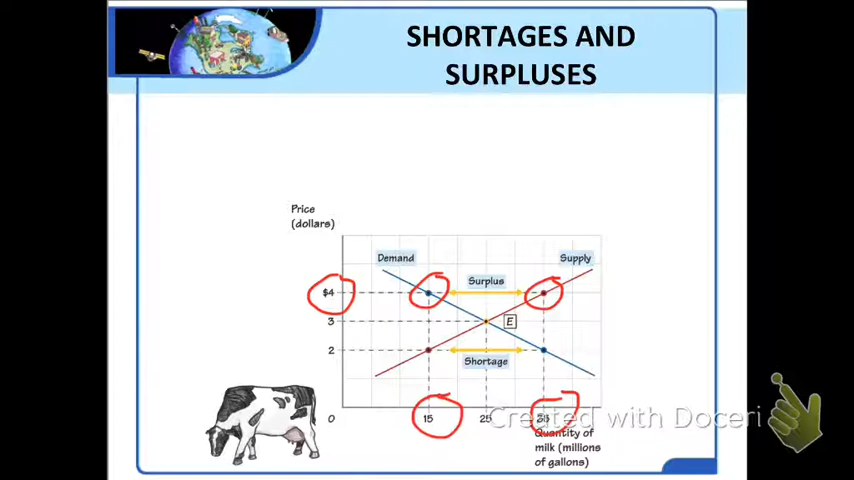 SHORTAGES AND
SURPLUSES
Price
(dollars)
Demand
Supply
Surplus
$4
3
E
2
Shortage
0
15
25
35
Created with Doceri
Quantity of
milk (millions
of gallons)